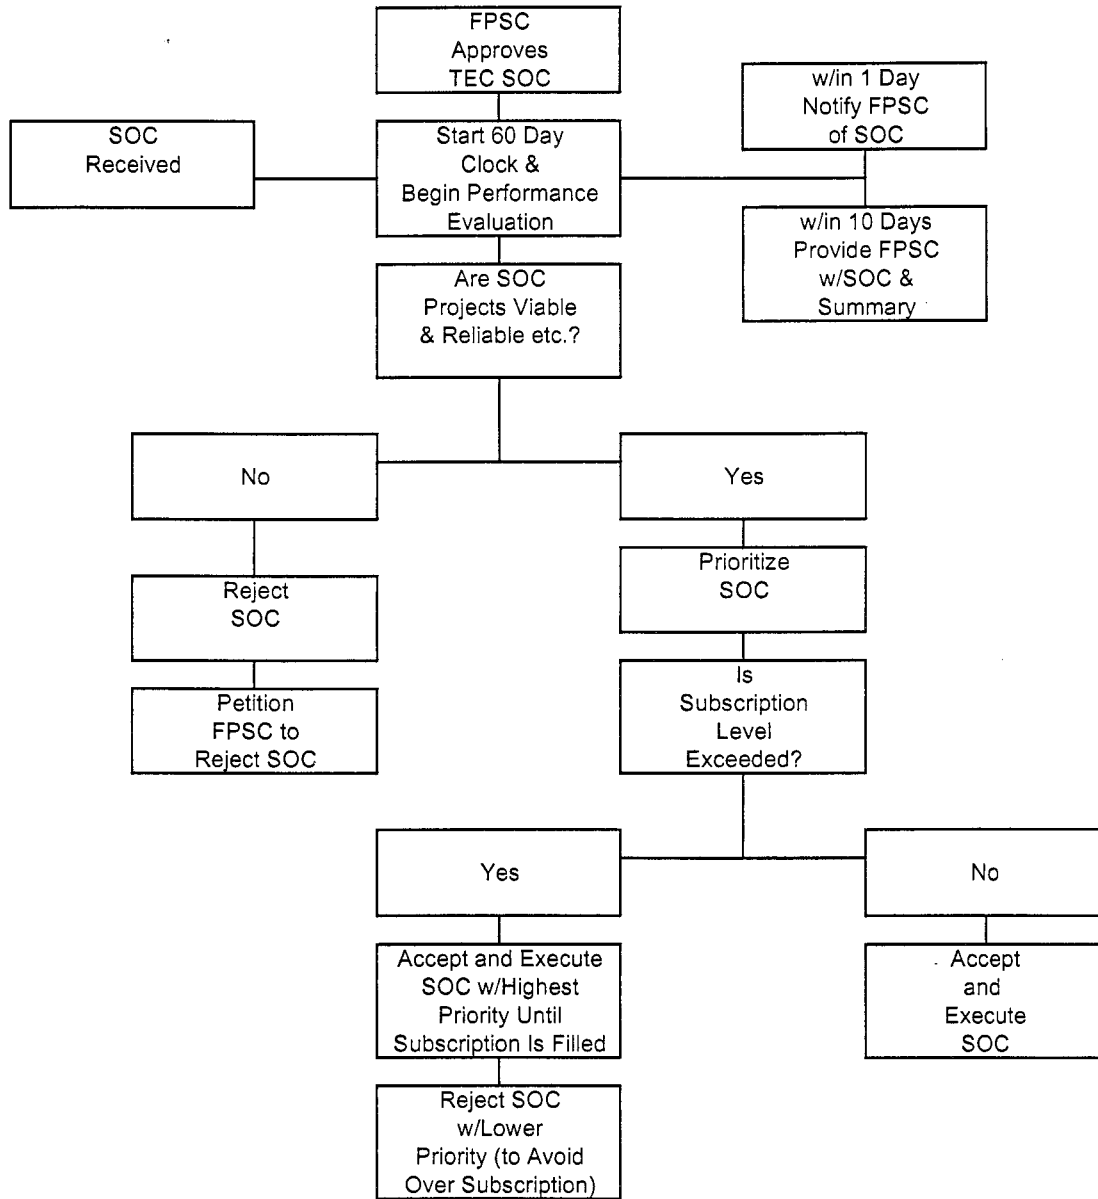 FPSC
Approves
TEC SOC
w/in 1 Day
Notify FPSC
of SOC
SOC
Received
Start 60 Day
Clock &
Begin Performance
Evaluation
w/in 10 Days
Provide FPSC
w/SOC &
Summary
Are SOC
Projects Viable
& Reliable etc.?
No
Yes
Reject
SOC
Prioritize
SOC
Petition
FPSC to
Reject SOC
Is
Subscription
Level
Exceeded?
Yes
No
Accept and Execute
SOC w/Highest
Priority Until
Subscription Is Filled
Accept
and
Execute
SOC
Reject SOC
w/Lower
Priority (to Avoid
Over Subscription)